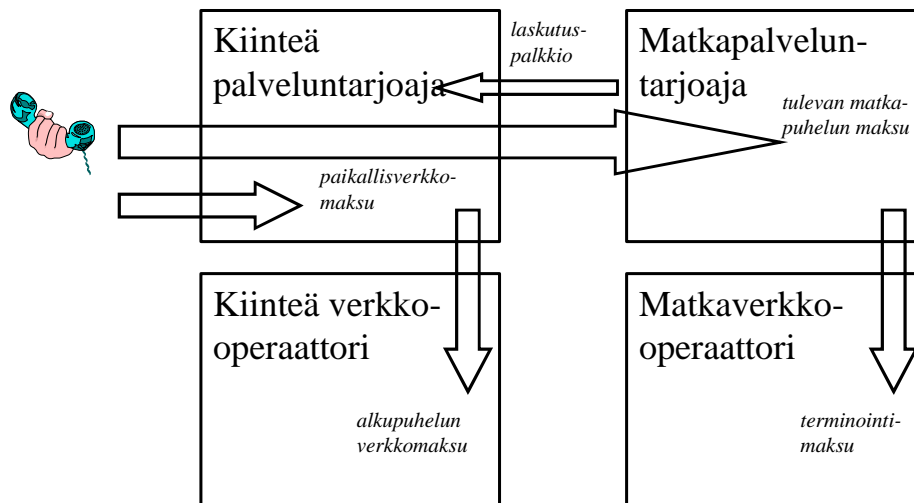 Kiinteä
palveluntarjoaja
laskutus-
palkkio
Matkapalvelun-
tarjoaja
tulevan matka-
puhelun maksu
paikallisverkko-
maksu
Kiinteä verkko-
operaattori
alkupuhelun
verkkomaksu
Matkaverkko-
operaattori
terminointi-
maksu